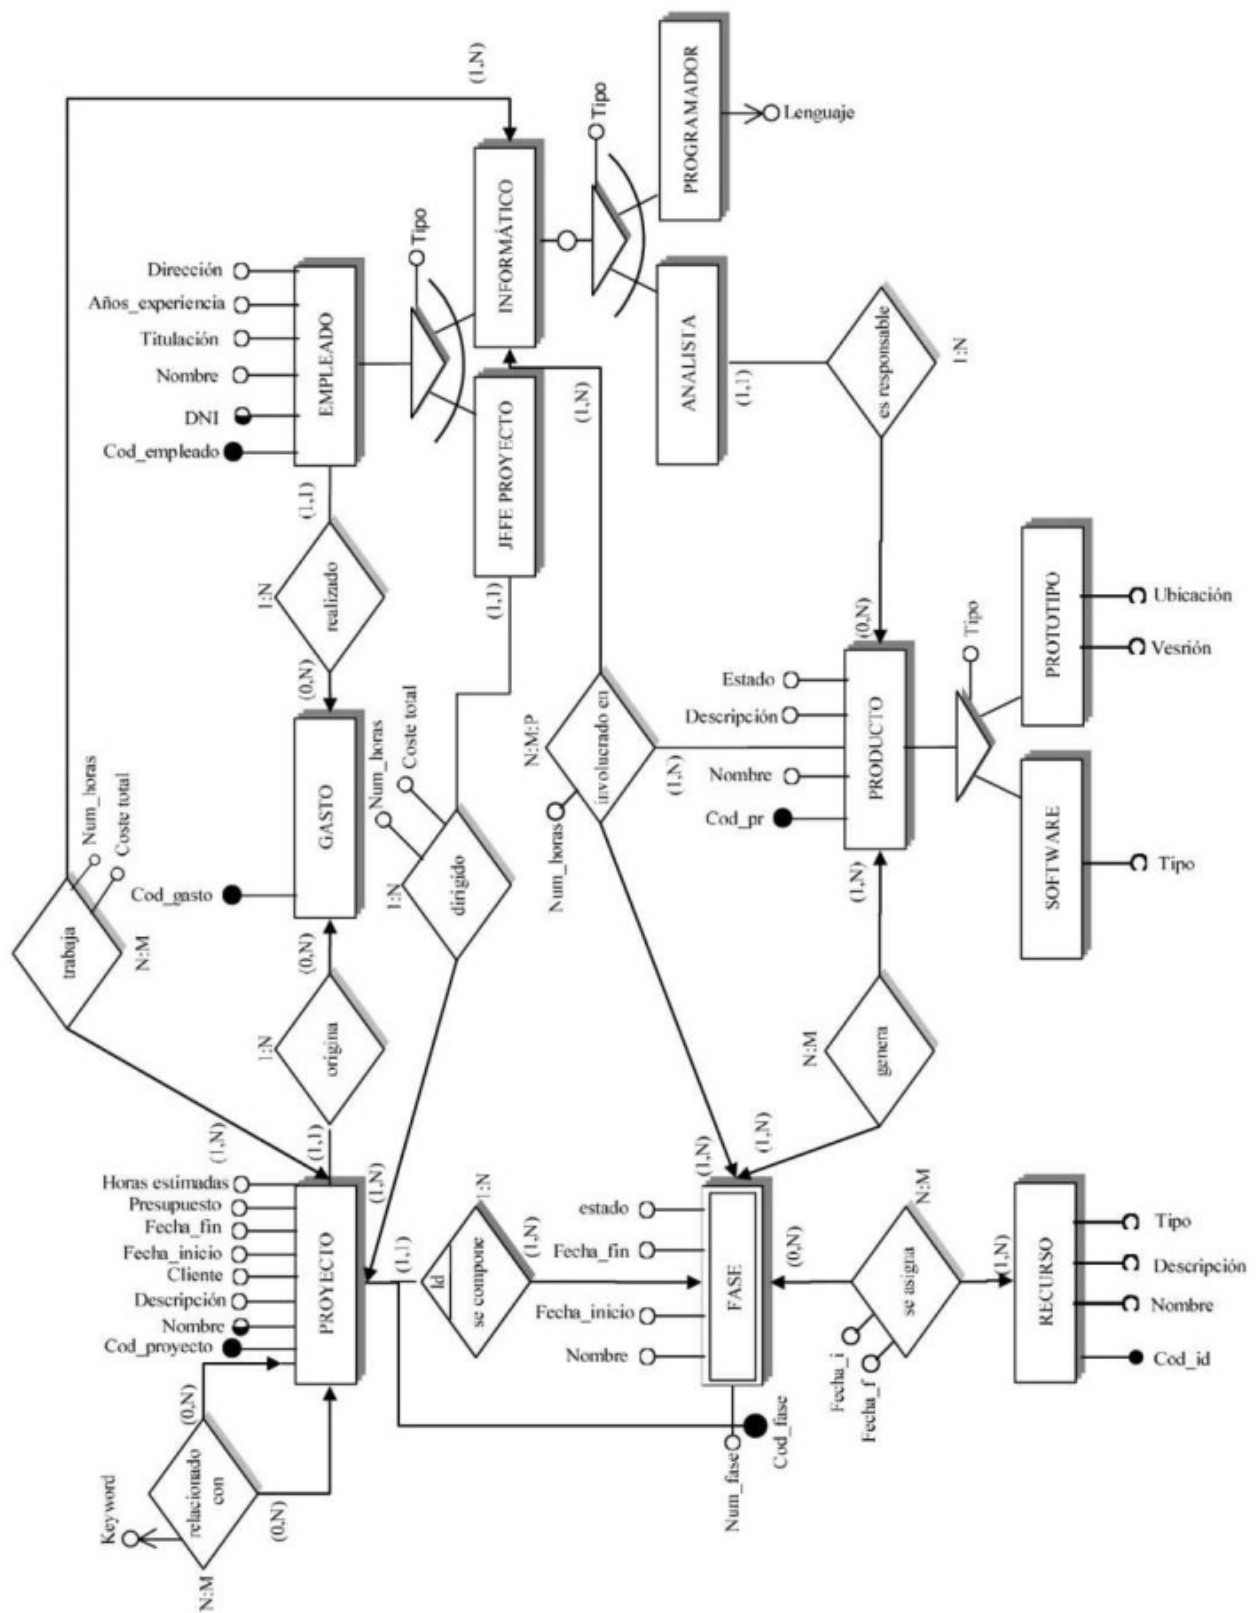 (1,N)
Tipo
PROGRAMADOR
Lenguaje
INFORMÁTICO
Dirección
Años_experiencia
Titulación
Nombre
DNI
Cod_empleado
EMPLEADO
Tipo
ANALISTA
(1,1)
es responsable
1:N
JEFE PROYECTO
(1,1)
(1,N)
(1,1)
realizado
1:N
(0,N)
GASTO
Cod_gasto
(0,N)
Num_horas
Coste total
trabaja
N:M
Num_horas
Coste total
1:N
dirigido
N:M:P
involucrado en
Num_horas
(1,N)
(0,N)
Estado
Descripción
Nombre
Cod_pr
PRODUCTO
Tipo
PROTOTIPO
Ubicación
Vesrión
SOFTWARE
Tipo
(1,N)
genera
N:M
(1,N)
(1,N)
1:N
origina
(1,1)
(1,N)
(1,N)
Horas estimadas
Presupuesto
Fecha_fin
Fecha_inicio
Cliente
Descripción
Nombre
Cod_proyecto
PROYECTO
(1,1)
Id
se compone
1:N
(1,N)
estado
Fecha_fin
Fecha_inicio
Nombre
FASE
(0,N)
se asigna
N:M
(1,N)
Fecha_i
Fecha_f
RECURSO
Tipo
Descripción
Nombre
Cod_id
Num_fase
Cod_fase
(0,N)
relacionado
con
(0,N)
Keyword
N:M